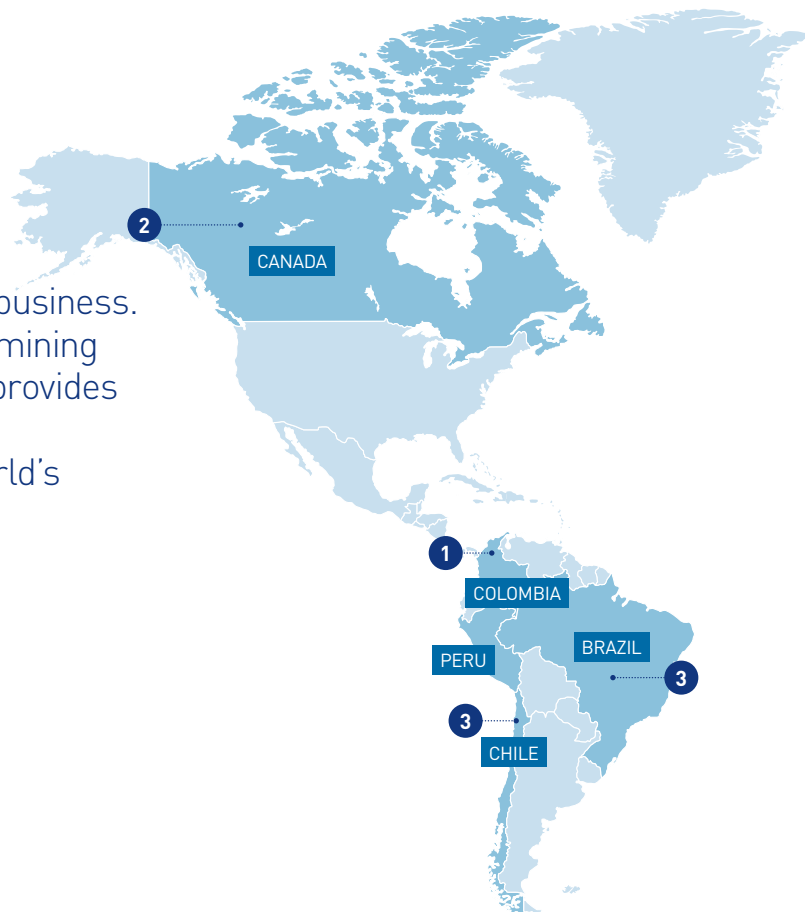 2
CANADA
business.
mining
provides
rld's
1
COLOMBIA
BRAZIL
PERU
3
3
CHILE